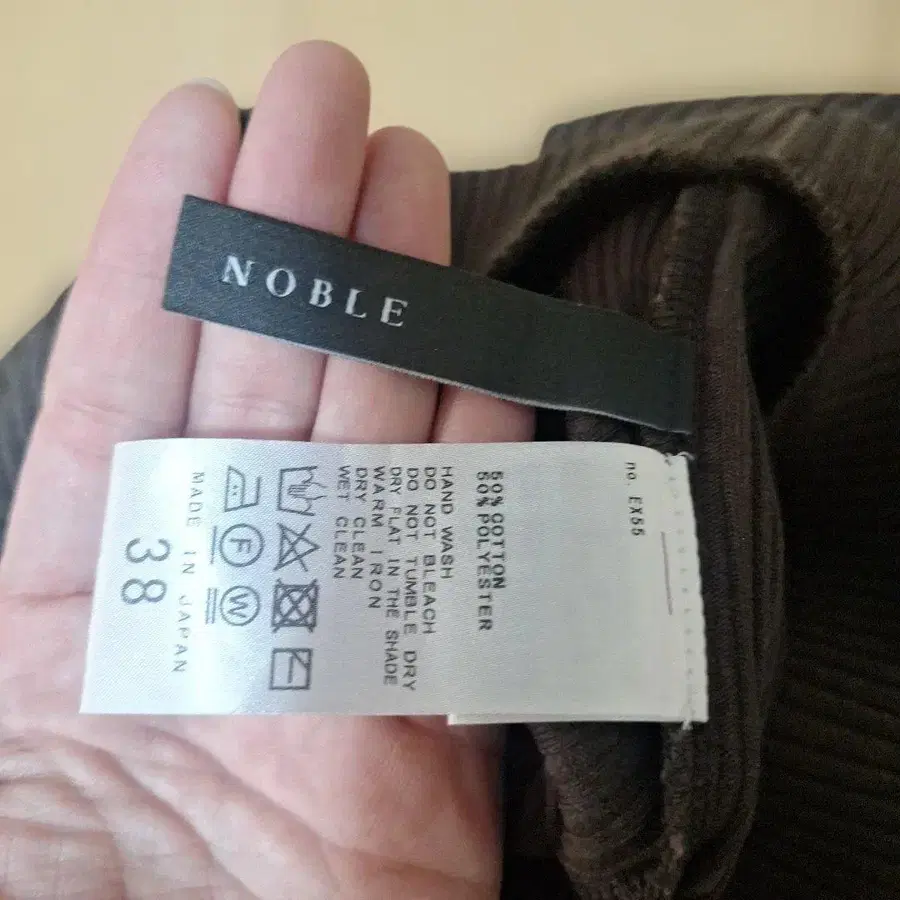 NOBLE
no. EX55
50% COTTON
50% POLYESTER
HAND WASH
DO NOT BLEACH
DO NOT TUMBLE DRY
DRY FLAT IN THE SHADE
WARM IRON
DRY CLEAN
WET CLEAN
F W
MADE IN JAPAN
38